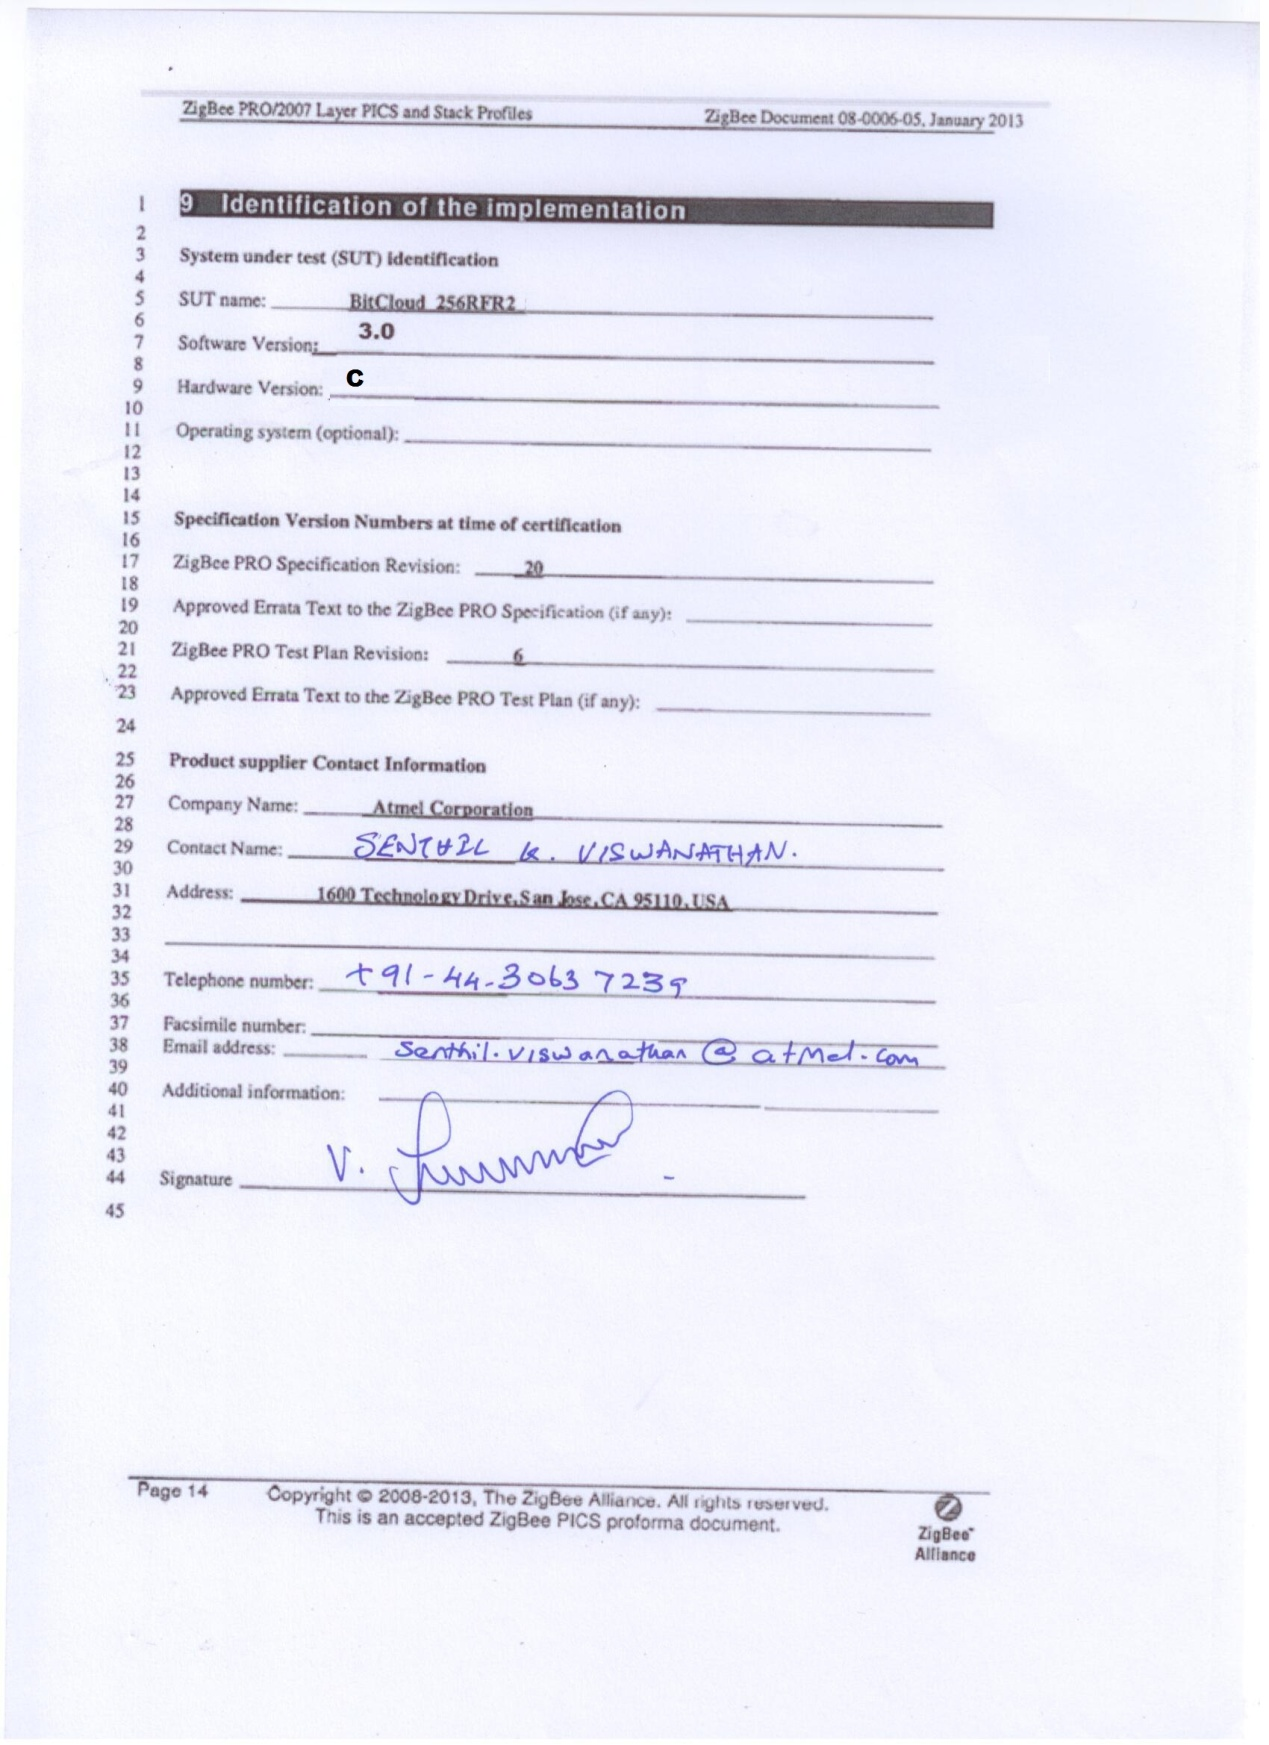 ZigBee PRO/2007 Layer PICS and Stack Profiles ZigBee Document 08-0006-05, January 2013
1 9 Identification of the implementation
2
3 System under test (SUT) identification
4
5 SUT name: BitCloud_256RFR2
6
7 Software Version: 3.0
8
9 Hardware Version: C
10
11 Operating system (optional):
12
13
14
15 Specification Version Numbers at time of certification
16
17 ZigBee PRO Specification Revision: 20
18
19 Approved Errata Text to the ZigBee PRO Specification (if any):
20
21 ZigBee PRO Test Plan Revision: 6
22
23 Approved Errata Text to the ZigBee PRO Test Plan (if any):
24
25 Product supplier Contact Information
26
27 Company Name: Atmel Corporation
28
29 Contact Name: SENTHIL K. VISWANATHAN.
30
31 Address: 1600 Technology Drive, San Jose, CA 95110, USA
32
33
34
35 Telephone number: +91-44-3063 7239
36
37 Facsimile number:
38 Email address: senthil.viswanathan@atmel.com
39
40 Additional information:
41
42
43
44 Signature V.
45
Page 14 Copyright © 2008-2013, The ZigBee Alliance. All rights reserved.
This is an accepted ZigBee PICS proforma document.
ZigBee™
Alliance